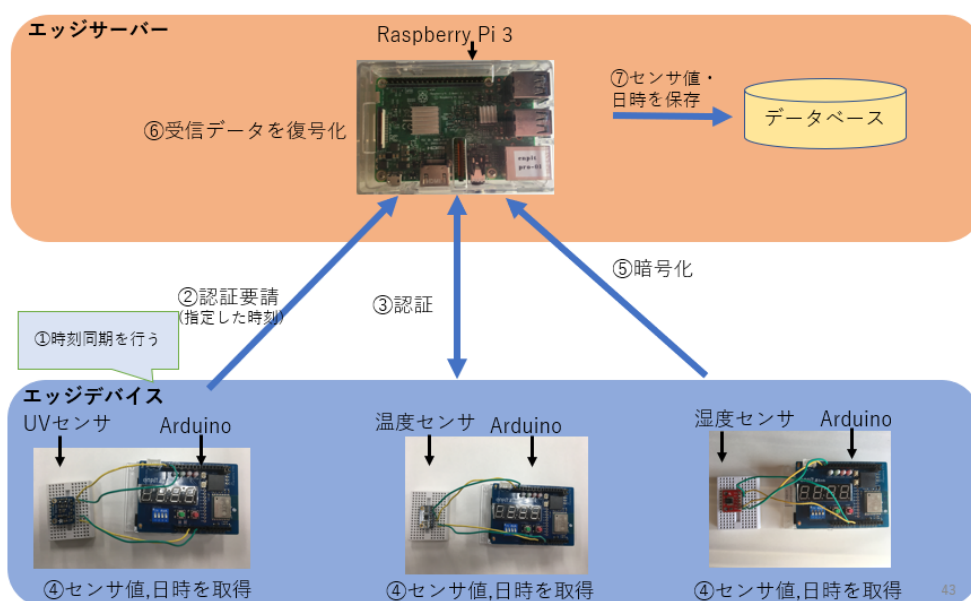 エッジサーバー
Raspberry Pi 3
⑥受信データを復号化
⑦センサ値・
日時を保存
データベース
②認証要請
(指定した時刻)
③認証
⑤暗号化
①時刻同期を行う
エッジデバイス
UVセンサ
Arduino
温度センサ
Arduino
湿度センサ
Arduino
④センサ値,日時を取得
④センサ値,日時を取得
④センサ値,日時を取得
43